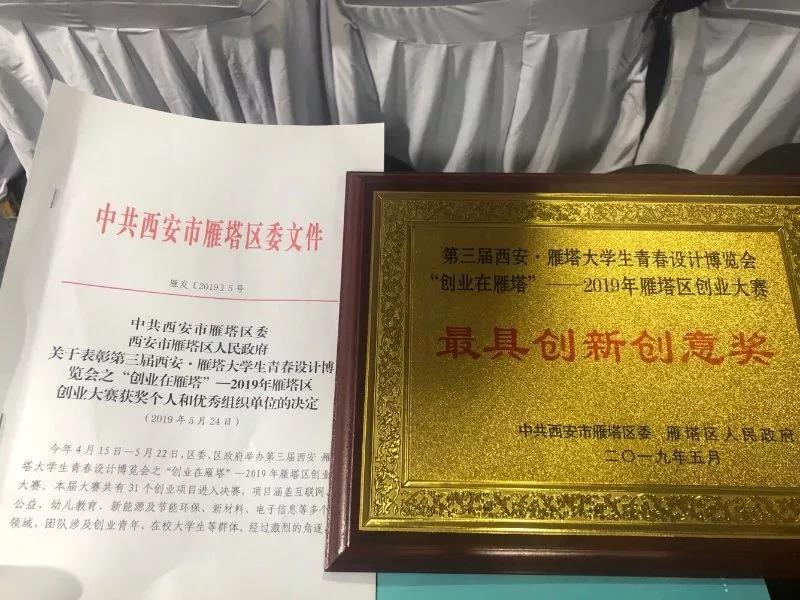 中共西安市雁塔区委文件
雁发〔2019〕5号
中共西安市雁塔区委
西安市雁塔区人民政府
关于表彰第三届西安·雁塔大学生青春设计博
览会之“创业在雁塔”—2019年雁塔区
创业大赛获奖个人和优秀组织单位的决定
（2019年5月24日）
今年4月15日—5月22日,区委,区政府举办第三届西安·雁
塔大学生青春设计博览会之“创业在雁塔”—2019年雁塔区创业
大赛。本届大赛共有31个创业项目进入决赛，项目涵盖互联网、
公益、幼儿教育、新能源及节能环保、新材料、电子信息等多个
领域，团队涉及创业青年，在校大学生等群体，经过激烈的角逐，
第三届西安·雁塔大学生青春设计博览会
“创业在雁塔”——2019年雁塔区创业大赛
最具创新创意奖
中共西安市雁塔区委 雁塔区人民政府
二〇一九年五月